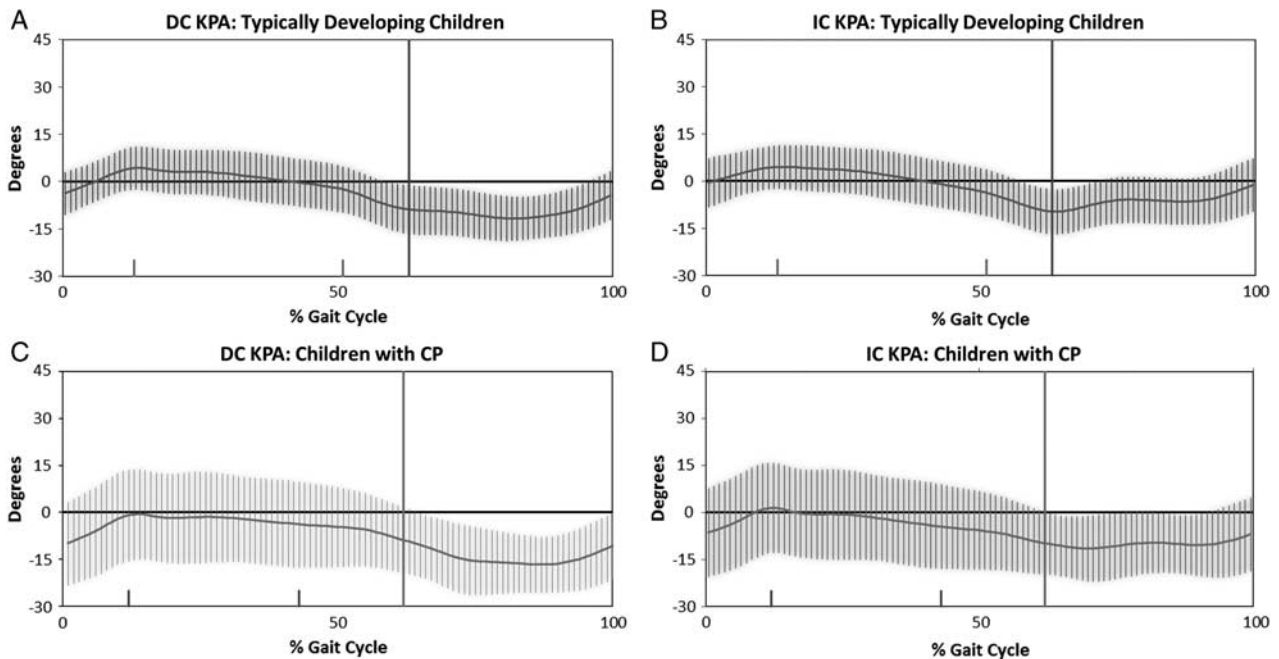 A
DC KPA: Typically Developing Children
45
30
15
0
-15
-30
Degrees
0
50
100
% Gait Cycle
B
IC KPA: Typically Developing Children
45
30
15
0
-15
-30
Degrees
0
50
100
% Gait Cycle
C
DC KPA: Children with CP
45
30
15
0
-15
-30
Degrees
0
50
100
% Gait Cycle
D
IC KPA: Children with CP
45
30
15
0
-15
-30
Degrees
0
50
100
% Gait Cycle